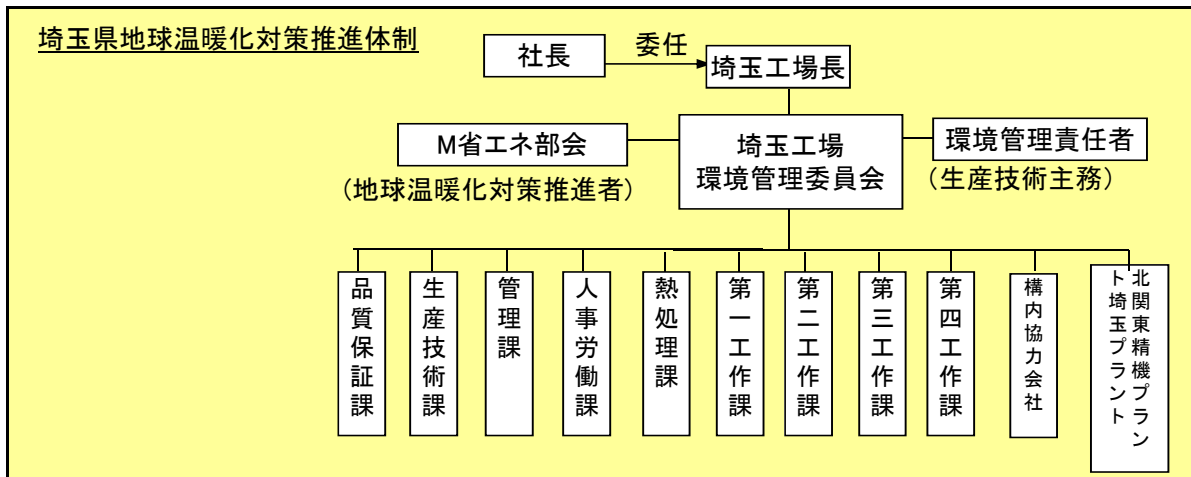 埼玉県地球温暖化対策推進体制
社長
委任
埼玉工場長
M省エネ部会
(地球温暖化対策推進者)
埼玉工場
環境管理委員会
環境管理責任者
(生産技術主務)
品質保証課
生産技術課
管理課
人事労働課
熱処理課
第一工作課
第二工作課
第三工作課
第四工作課
構内協力会社
北関東精機プラン
ト埼玉プラント